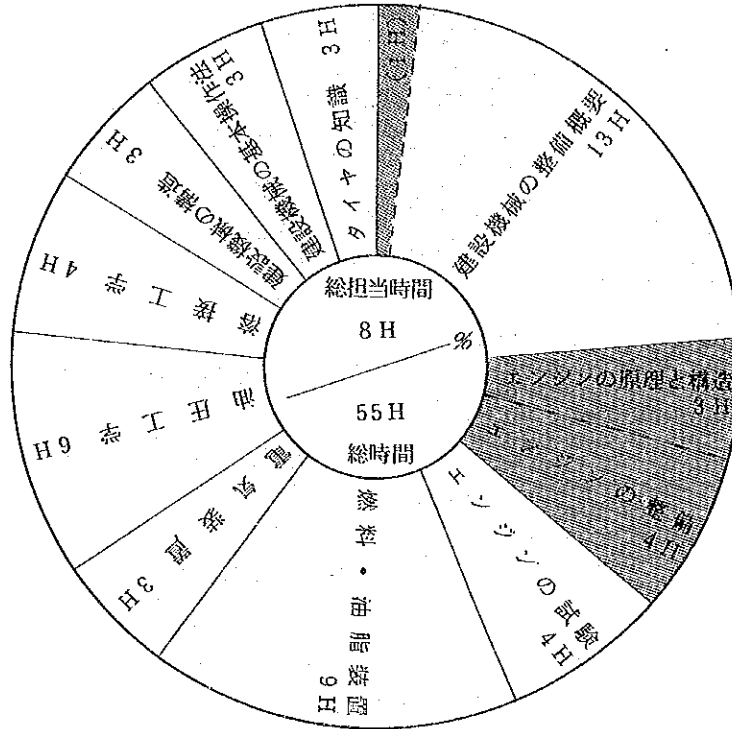 (1H)
建設機械の整備概要
13H
エンジンの原理と構造
3H
エンジンの整備
4H
エンジンの試験
4H
燃料・油脂装置
9H
電気装置 3H
油圧工学 6H
溶接工学 4H
建設機械の構造
3H
建設機械の基本操作法
3H
タイヤの知識 3H
総担当時間
8H
%
55H
総時間